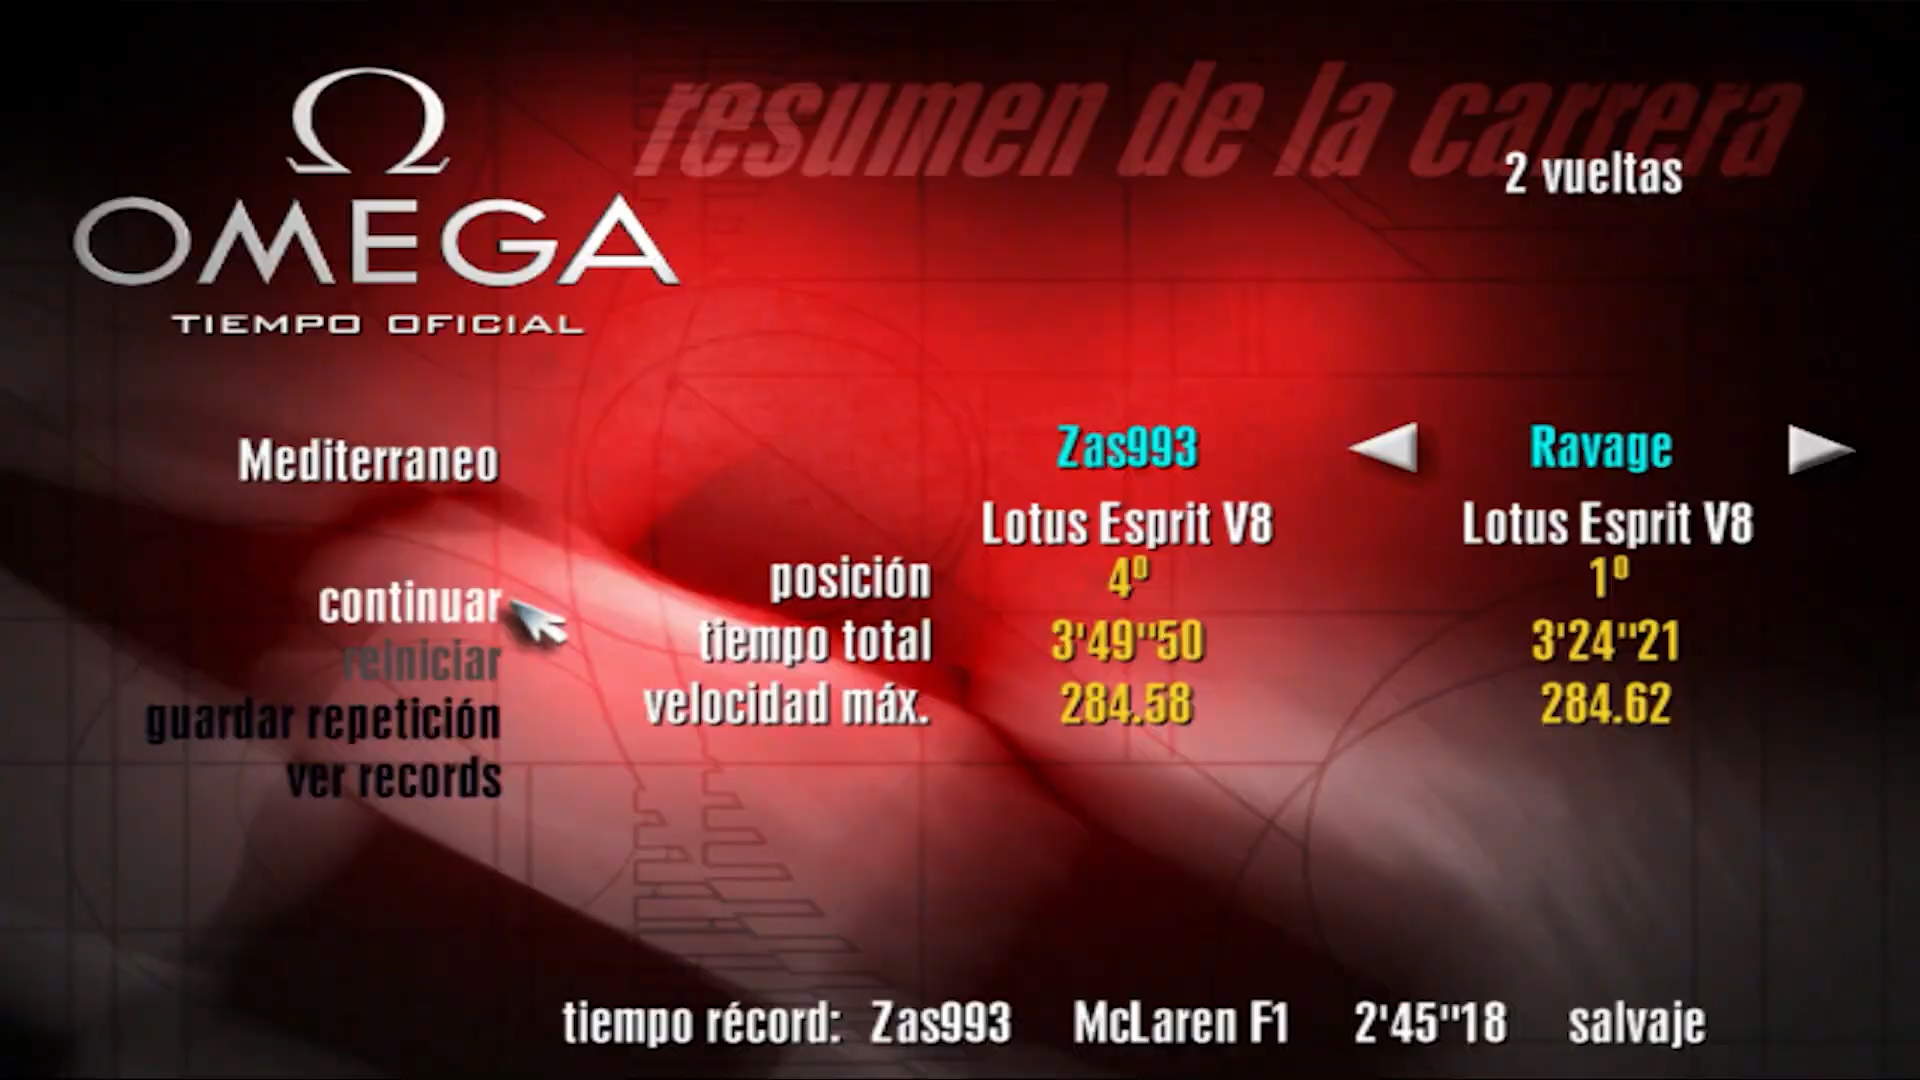 resumen de la carrera
2 vueltas
Ω
OMEGA
TIEMPO OFICIAL
Mediterraneo
Zas993 Ravage
Lotus Esprit V8 Lotus Esprit V8
posición 4º 1º
continuar
tiempo total 3'49"50 3'24"21
reiniciar
velocidad máx. 284.58 284.62
guardar repetición
ver records
tiempo récord: Zas993 McLaren F1 2'45"18 salvaje